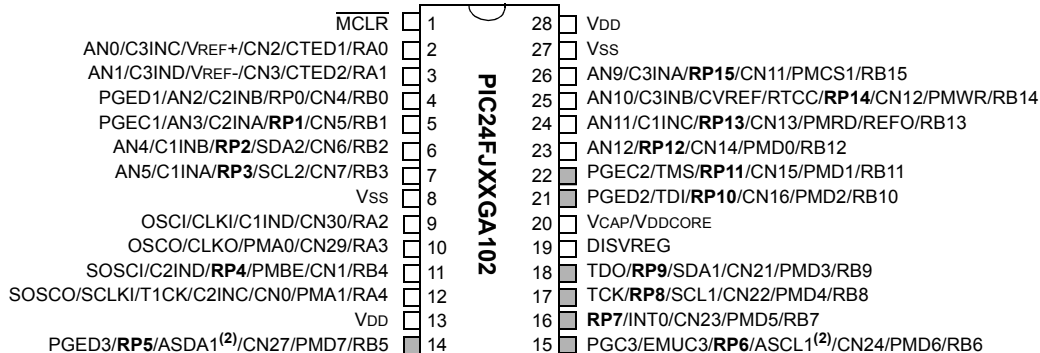 MCLR 1
AN0/C3INC/VREF+/CN2/CTED1/RA0 2
AN1/C3IND/VREF-/CN3/CTED2/RA1 3
PGED1/AN2/C2INB/RP0/CN4/RB0 4
PGEC1/AN3/C2INA/RP1/CN5/RB1 5
AN4/C1INB/RP2/SDA2/CN6/RB2 6
AN5/C1INA/RP3/SCL2/CN7/RB3 7
VSS 8
OSCI/CLKI/C1IND/CN30/RA2 9
OSCO/CLKO/PMA0/CN29/RA3 10
SOSCI/C2IND/RP4/PMBE/CN1/RB4 11
SOSCO/SCLKI/T1CK/C2INC/CN0/PMA1/RA4 12
VDD 13
PGED3/RP5/ASDA1(2)/CN27/PMD7/RB5 14
PIC24FJXXGA102
28 VDD
27 VSS
26 AN9/C3INA/RP15/CN11/PMCS1/RB15
25 AN10/C3INB/CVREF/RTCC/RP14/CN12/PMWR/RB14
24 AN11/C1INC/RP13/CN13/PMRD/REFO/RB13
23 AN12/RP12/CN14/PMD0/RB12
22 PGEC2/TMS/RP11/CN15/PMD1/RB11
21 PGED2/TDI/RP10/CN16/PMD2/RB10
20 VCAP/VDDCORE
19 DISVREG
18 TDO/RP9/SDA1/CN21/PMD3/RB9
17 TCK/RP8/SCL1/CN22/PMD4/RB8
16 RP7/INT0/CN23/PMD5/RB7
15 PGC3/EMUC3/RP6/ASCL1(2)/CN24/PMD6/RB6